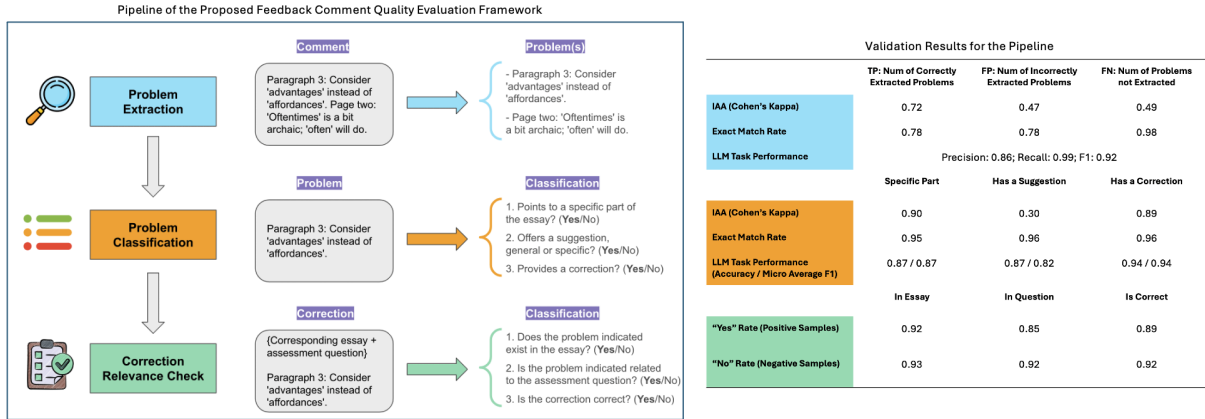 Pipeline of the Proposed Feedback Comment Quality Evaluation Framework
Comment
Problem(s)
Problem
Extraction
Paragraph 3: Consider
'advantages' instead of
'affordances'. Page two:
'Oftentimes' is a bit
archaic; 'often' will do.
- Paragraph 3: Consider
'advantages' instead of
'affordances'.
- Page two: 'Oftentimes' is
a bit archaic; 'often' will do.
Problem
Classification
Problem
Classification
Paragraph 3: Consider
'advantages' instead of
'affordances'.
1. Points to a specific part of
the essay? (Yes/No)
2. Offers a suggestion,
general or specific? (Yes/No)
3. Provides a correction? (Yes/No)
Correction
Relevance Check
Correction
Classification
{Corresponding essay +
assessment question}
Paragraph 3: Consider
'advantages' instead of
'affordances'.
1. Does the problem indicated
exist in the essay? (Yes/No)
2. Is the problem indicated related
to the assessment question? (Yes/No)
3. Is the correction correct? (Yes/No)
Validation Results for the Pipeline
TP: Num of Correctly
Extracted Problems
FP: Num of Incorrectly
Extracted Problems
FN: Num of Problems
not Extracted
IAA (Cohen's Kappa) 0.72 0.47 0.49
Exact Match Rate 0.78 0.78 0.98
LLM Task Performance Precision: 0.86; Recall: 0.99; F1: 0.92
Specific Part Has a Suggestion Has a Correction
IAA (Cohen's Kappa) 0.90 0.30 0.89
Exact Match Rate 0.95 0.96 0.96
LLM Task Performance
(Accuracy / Micro Average F1) 0.87 / 0.87 0.87 / 0.82 0.94 / 0.94
In Essay In Question Is Correct
"Yes" Rate (Positive Samples) 0.92 0.85 0.89
"No" Rate (Negative Samples) 0.93 0.92 0.92